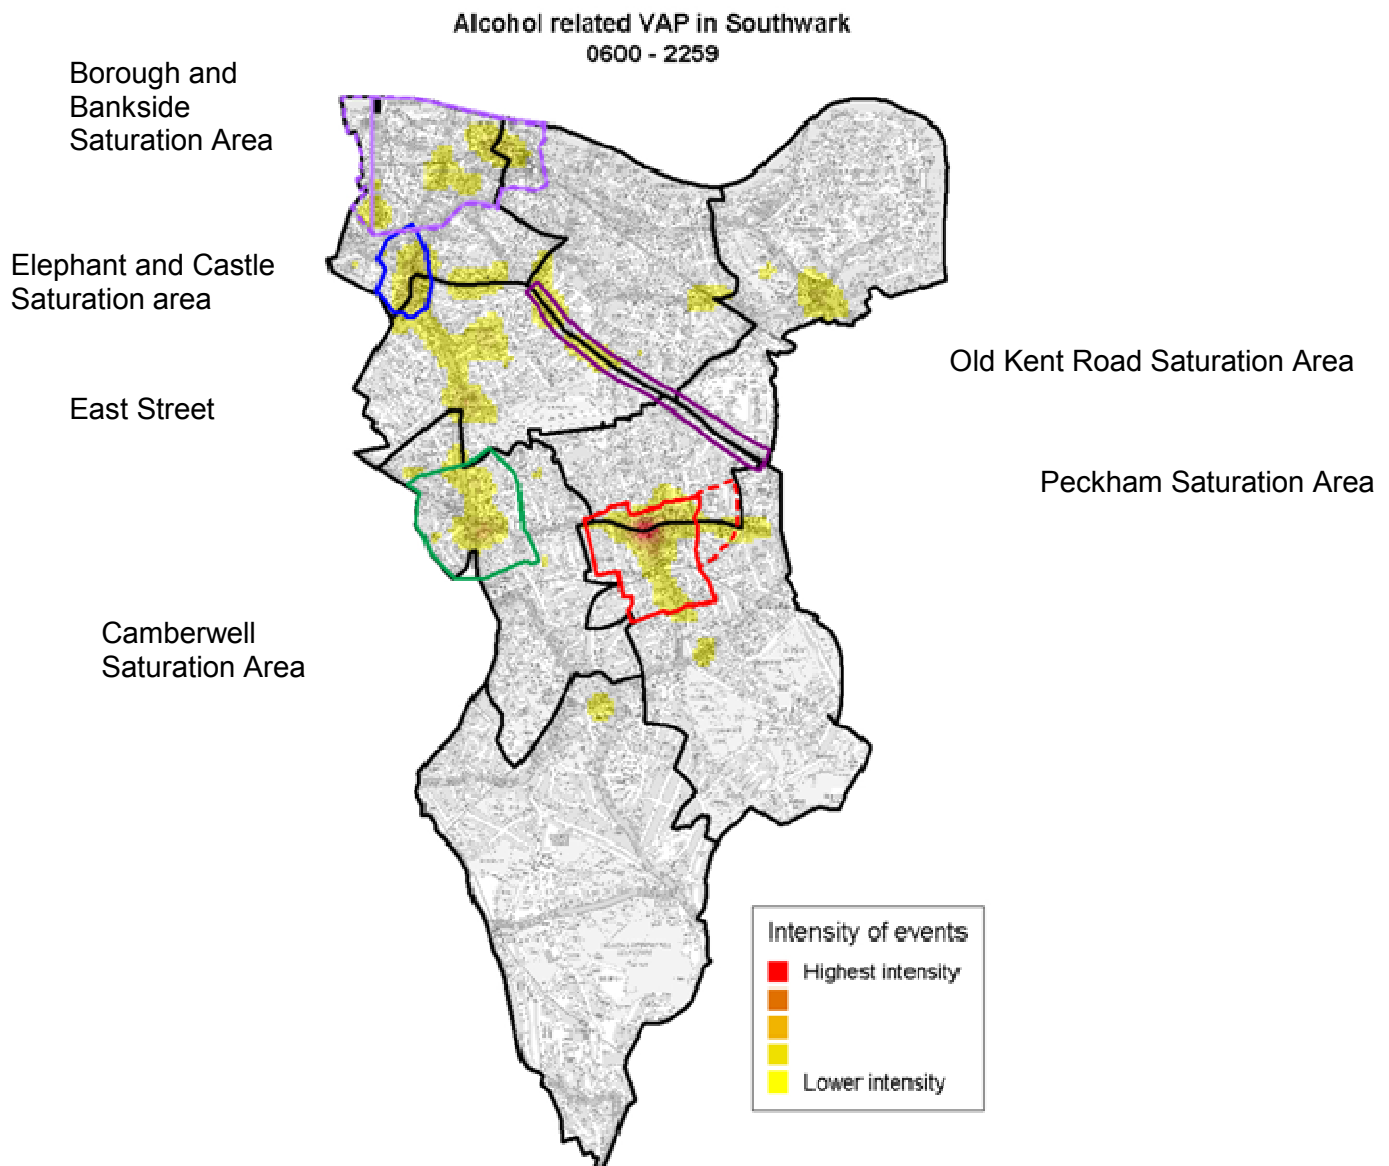 Alcohol related VAP in Southwark
0600 - 2259
Borough and
Bankside
Saturation Area
Elephant and Castle
Saturation area
Old Kent Road Saturation Area
East Street
Peckham Saturation Area
Camberwell
Saturation Area
Intensity of events
Highest intensity
Lower intensity